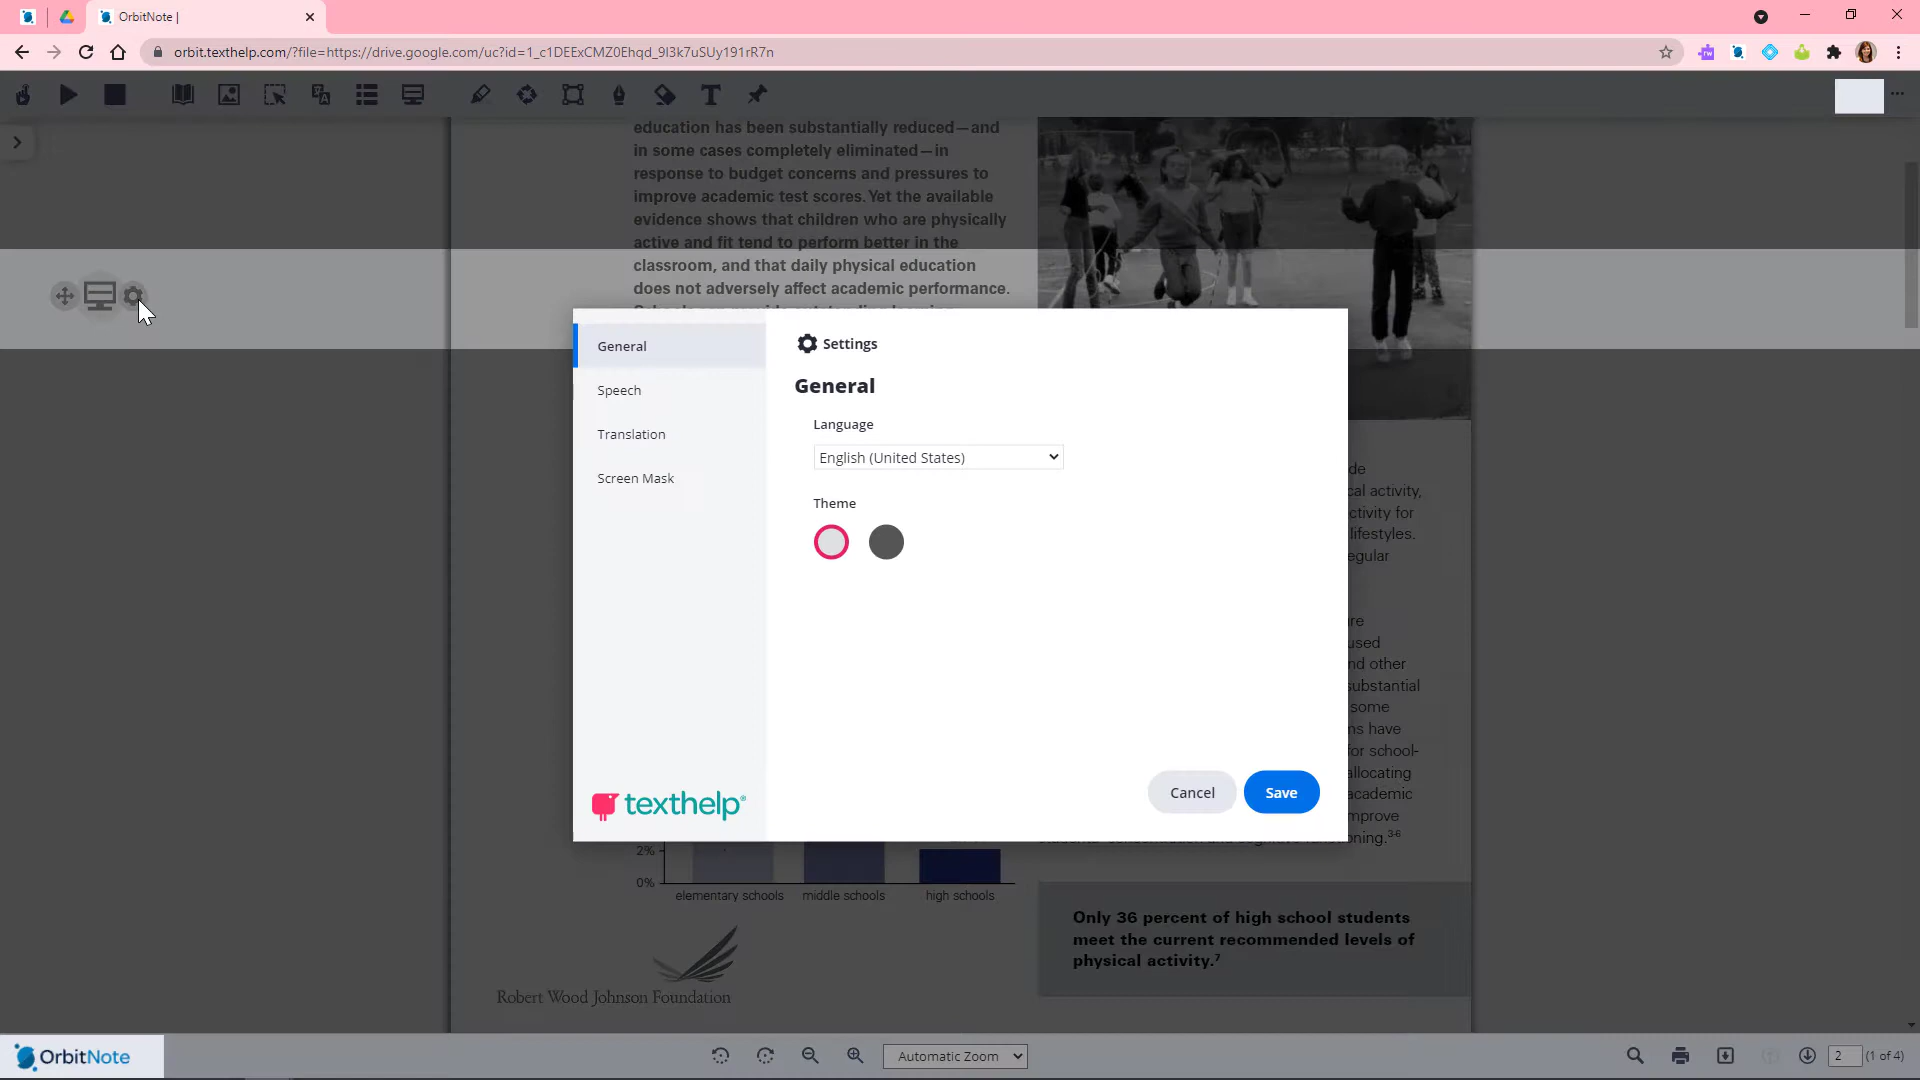 OrbitNote |
orbit.texthelp.com/?file=https://drive.google.com/uc?id=1_c1DEExCMZ0Ehqd_9I3k7uSUy191rR7n
education has been substantially reduced—and
in some cases completely eliminated—in
response to budget concerns and pressures to
improve academic test scores. Yet the available
evidence shows that children who are physically
active and fit tend to perform better in the
classroom, and that daily physical education
does not adversely affect academic performance.
General
Speech
Translation
Screen Mask
texthelp®
Settings
General
Language
English (United States)
Theme
Cancel
Save
cal activity,
ctivity for
lifestyles.
egular
used
nd other
substantial
some
ms have
for school-
allocating
academic
mprove
oning.3-6
2%
0%
elementary schools middle schools high schools
Robert Wood Johnson Foundation
Only 36 percent of high school students
meet the current recommended levels of
physical activity.7
OrbitNote
Automatic Zoom
2 (1 of 4)